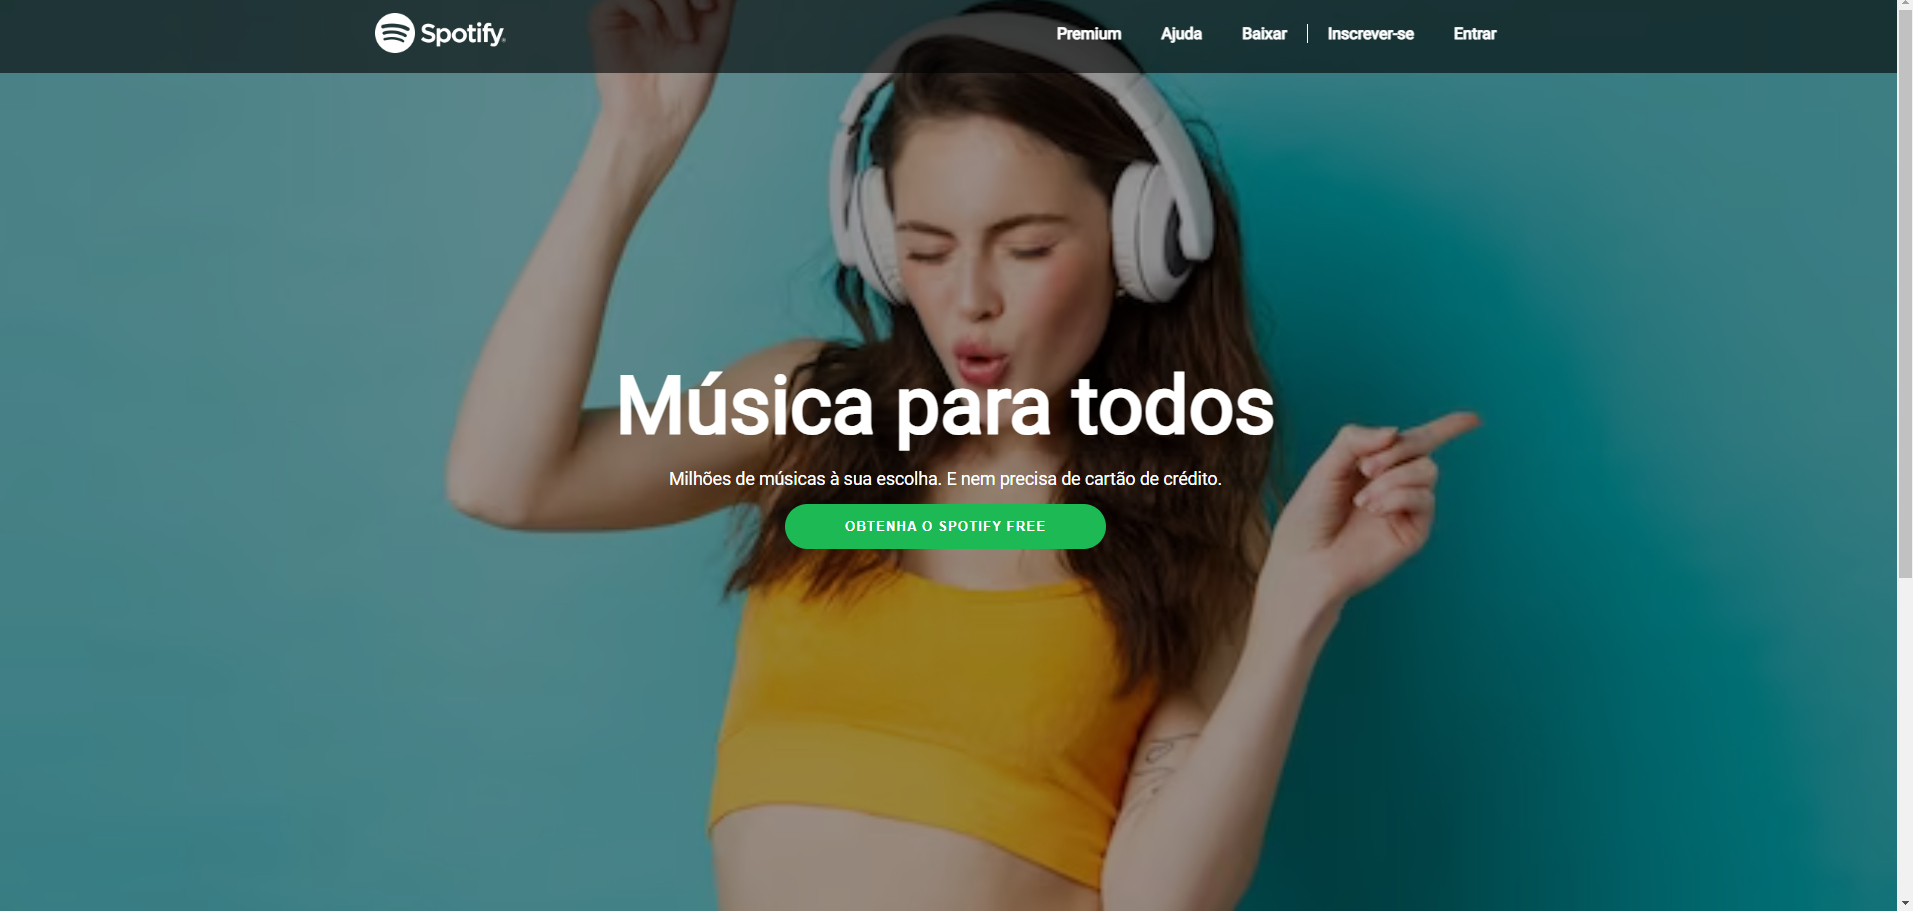 Spotify®
Premium
Ajuda
Baixar
Inscrever-se
Entrar
Música para todos
Milhões de músicas à sua escolha. E nem precisa de cartão de crédito.
OBTENHA O SPOTIFY FREE